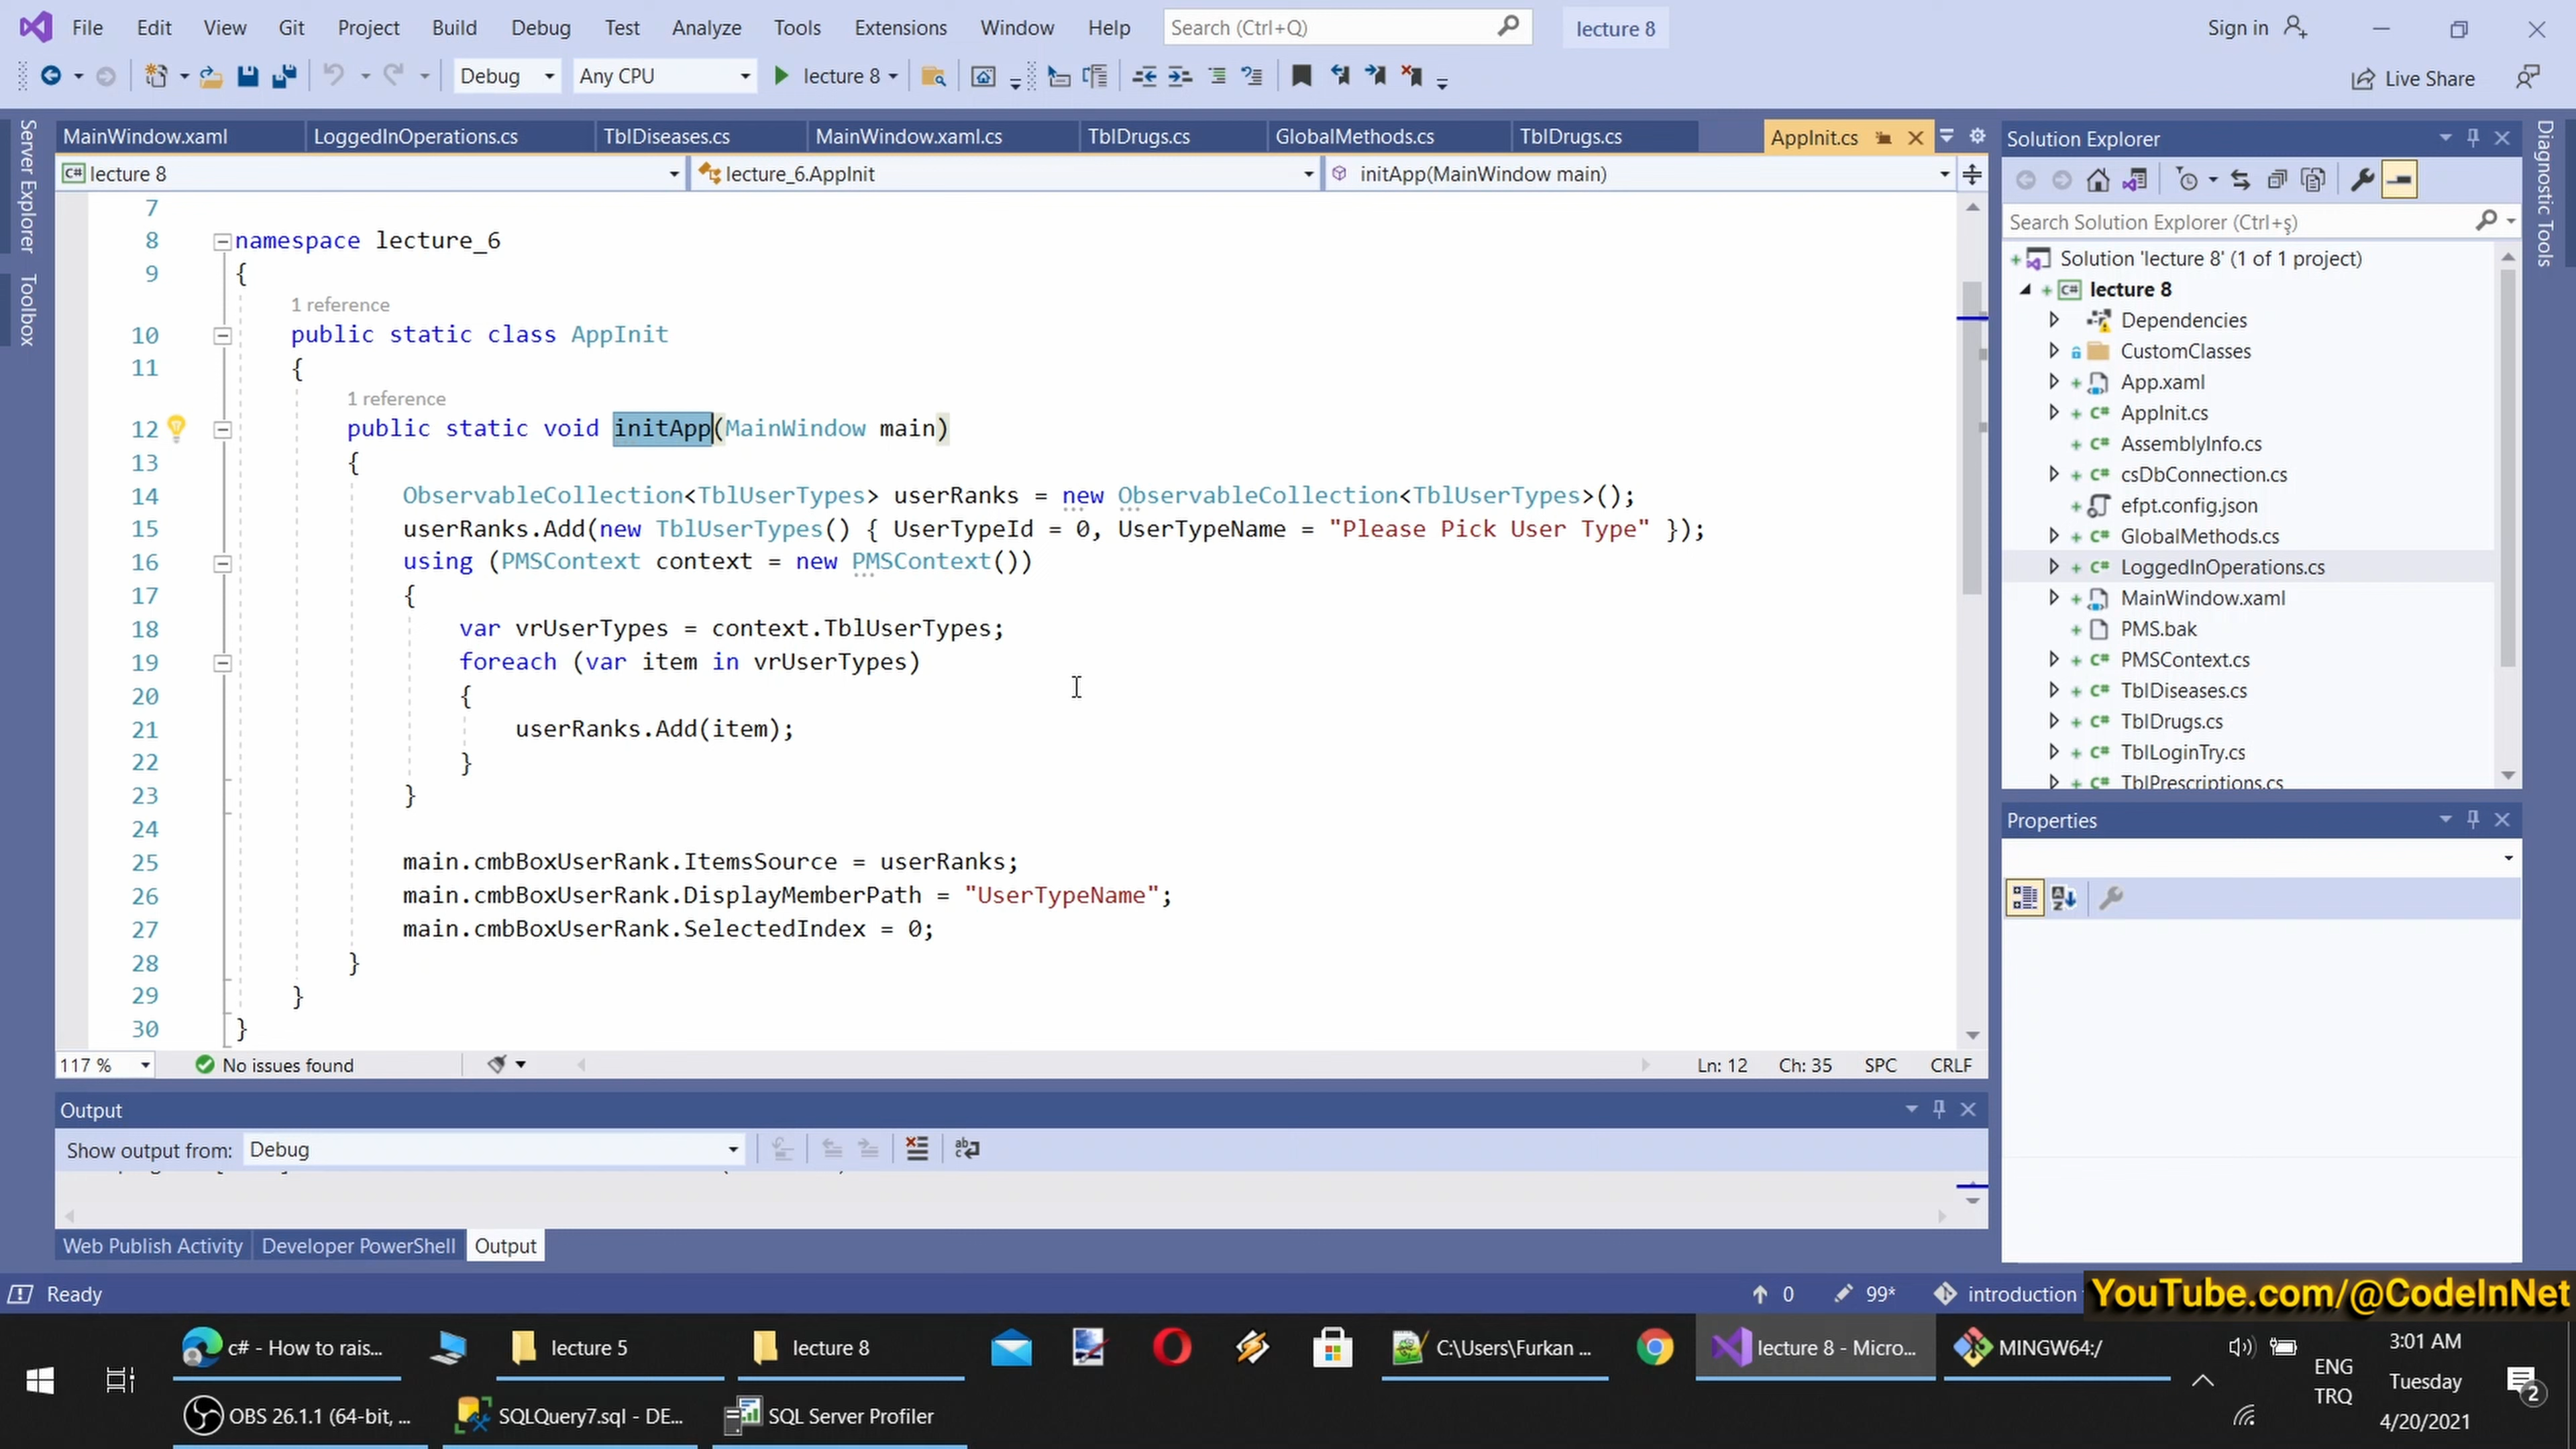 File Edit View Git Project Build Debug Test Analyze Tools Extensions Window Help Search (Ctrl+Q) lecture 8 Sign in
Debug Any CPU lecture 8 Live Share
Server Explorer
Toolbox
MainWindow.xaml LoggedInOperations.cs TblDiseases.cs MainWindow.xaml.cs TblDrugs.cs GlobalMethods.cs TblDrugs.cs AppInit.cs
C# lecture 8 lecture_6.AppInit initApp(MainWindow main)
7
8 namespace lecture_6
9 {
1 reference
10 public static class AppInit
11 {
1 reference
12 public static void initApp(MainWindow main)
13 {
14 ObservableCollection<TblUserTypes> userRanks = new ObservableCollection<TblUserTypes>();
15 userRanks.Add(new TblUserTypes() { UserTypeId = 0, UserTypeName = "Please Pick User Type" });
16 using (PMSContext context = new PMSContext())
17 {
18 var vrUserTypes = context.TblUserTypes;
19 foreach (var item in vrUserTypes)
20 {
21 userRanks.Add(item);
22 }
23 }
24
25 main.cmbBoxUserRank.ItemsSource = userRanks;
26 main.cmbBoxUserRank.DisplayMemberPath = "UserTypeName";
27 main.cmbBoxUserRank.SelectedIndex = 0;
28 }
29 }
30 }
117 % No issues found Ln: 12 Ch: 35 SPC CRLF
Output
Show output from: Debug
Web Publish Activity Developer PowerShell Output
Solution Explorer
Search Solution Explorer (Ctrl+ş)
Solution 'lecture 8' (1 of 1 project)
C# lecture 8
Dependencies
CustomClasses
App.xaml
C# AppInit.cs
C# AssemblyInfo.cs
C# csDbConnection.cs
efpt.config.json
C# GlobalMethods.cs
C# LoggedInOperations.cs
MainWindow.xaml
PMS.bak
C# PMSContext.cs
C# TblDiseases.cs
C# TblDrugs.cs
C# TblLoginTry.cs
C# TblPrescriptions.cs
Properties
Diagnostic Tools
Ready 0 99* introduction
YouTube.com/@CodeInNet
c# - How to rais... lecture 5 lecture 8 C:\Users\Furkan ... lecture 8 - Micro... MINGW64:/
OBS 26.1.1 (64-bit, ... SQLQuery7.sql - DE... SQL Server Profiler
ENG
TRQ
3:01 AM
Tuesday
4/20/2021
2